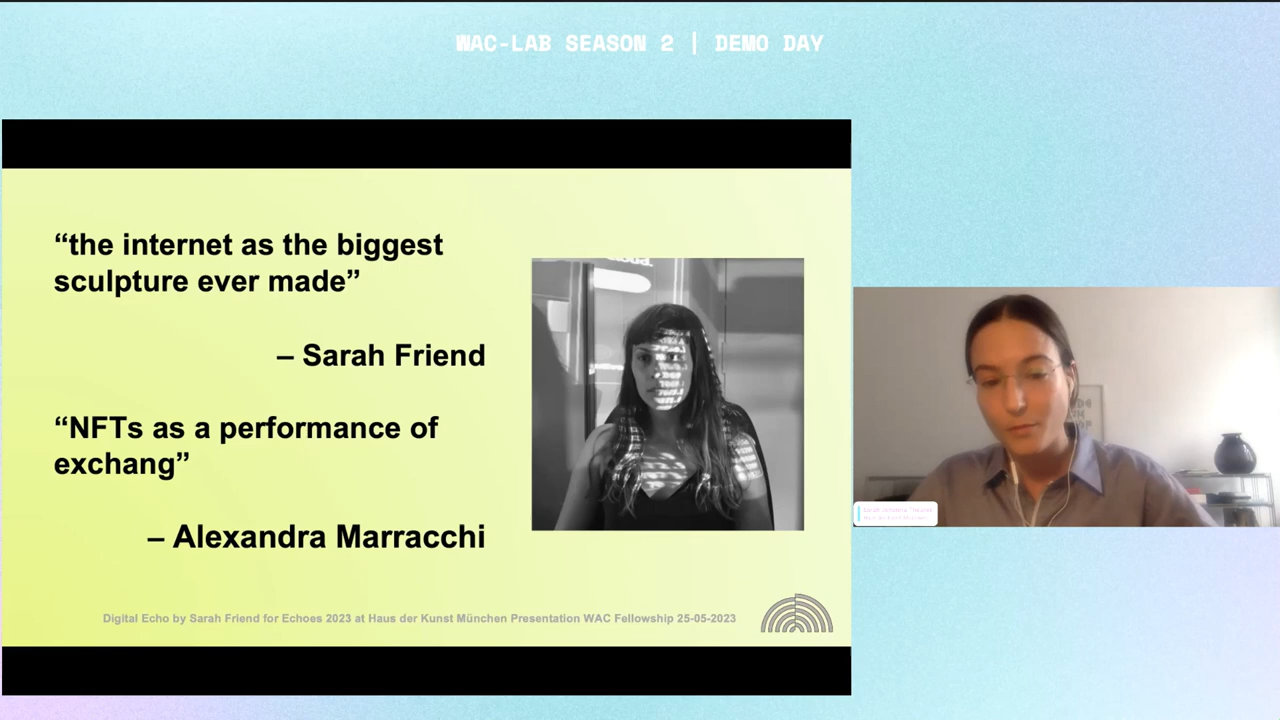 WAC-LAB SEASON 2 | DEMO DAY
“the internet as the biggest
sculpture ever made”
– Sarah Friend
“NFTs as a performance of
exchang”
– Alexandra Marracchi
Digital Echo by Sarah Friend for Echoes 2023 at Haus der Kunst München Presentation WAC Fellowship 25-05-2023